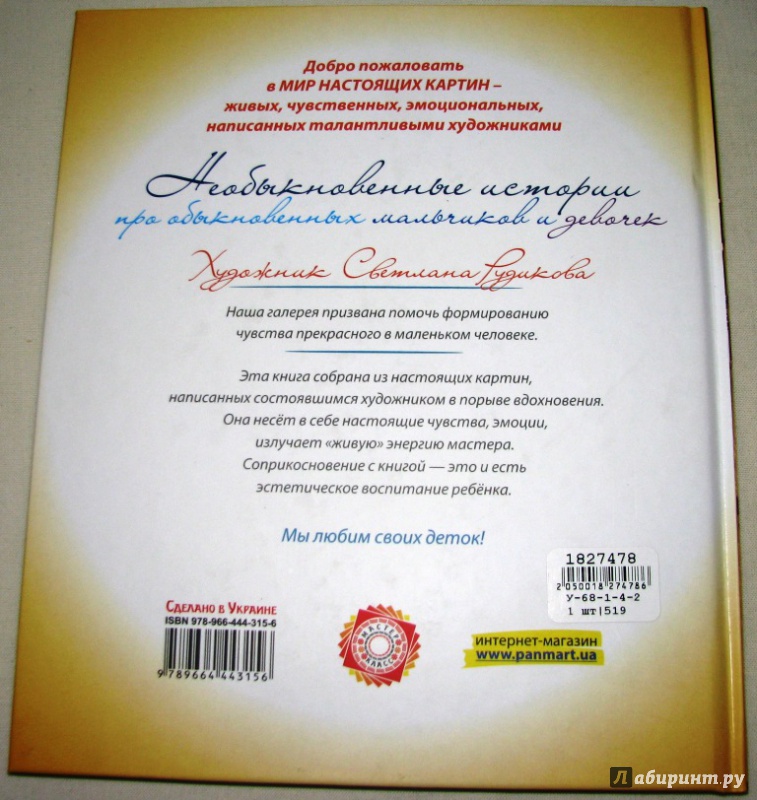 Добро пожаловать
в МИР НАСТОЯЩИХ КАРТИН –
живых, чувственных, эмоциональных,
написанных талантливыми художниками
Необыкновенные истории
про обыкновенных мальчиков и девочек
Художник Светлана Рудикова
Наша галерея призвана помочь формированию
чувства прекрасного в маленьком человеке.
Эта книга собрана из настоящих картин,
написанных состоявшимся художником в порыве вдохновения.
Она несёт в себе настоящие чувства, эмоции,
излучает «живую» энергию мастера.
Соприкосновение с книгой — это и есть
эстетическое воспитание ребёнка.
Мы любим своих деток!
1827478
2050018274786
У-68-1-4-2
1 шт|519
Сделано в Украине
ISBN 978-966-444-315-6
9789664443156
МАСТЕР КЛАСС
интернет-магазин
www.panmart.ua
Лабиринт.ру